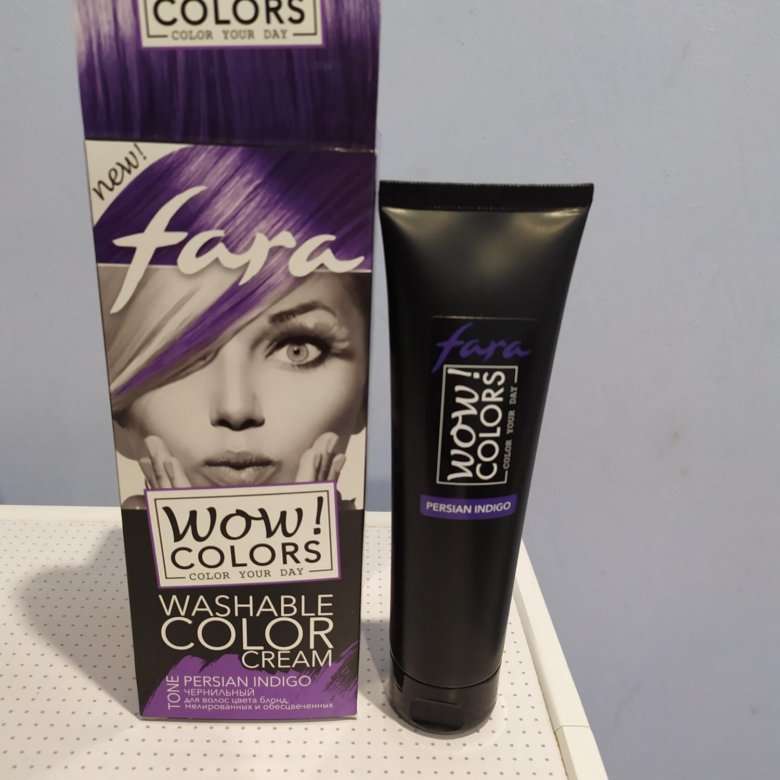 COLORS
COLOR YOUR DAY
new!
fara
WOW!
COLORS
COLOR YOUR DAY
WASHABLE
COLOR
CREAM
TONE PERSIAN INDIGO
ЧЕРНИЛЬНЫЙ
для волос цвета блонд,
мелированных и обесцвеченных
fara
WOW!
COLORS
COLOR YOUR DAY
PERSIAN INDIGO